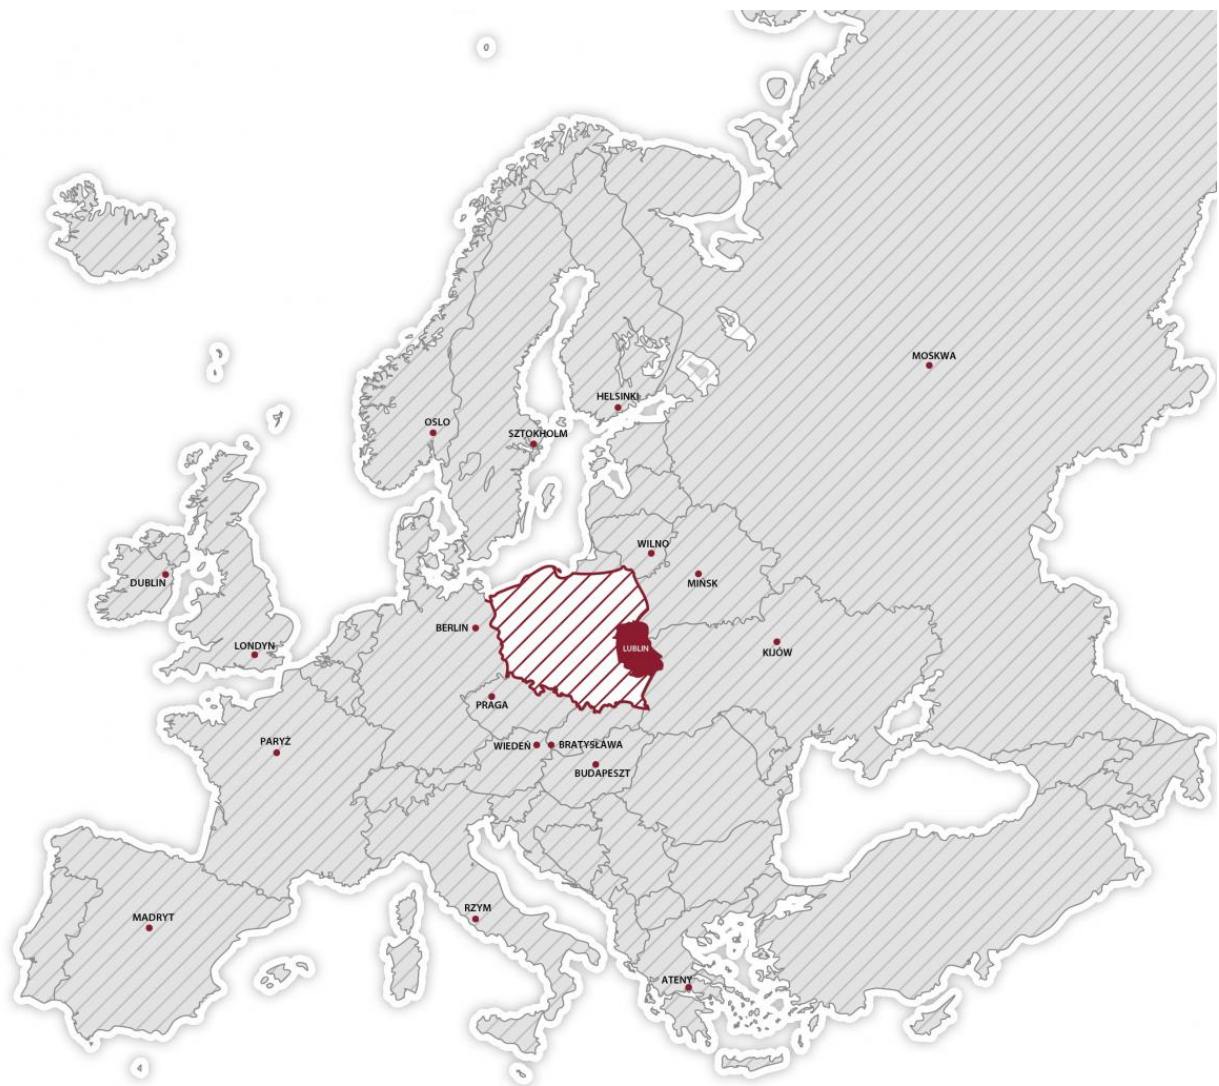 MOSKWA
HELSINKI
OSLO
SZTOKHOLM
WILNO
DUBLIN
MIŃSK
BERLIN
LONDYN
LUBLIN
KIJÓW
PRAGA
PARYŻ
WIEDEŃ
BRATYSŁAWA
BUDAPESZT
RZYM
MADRYT
ATENY